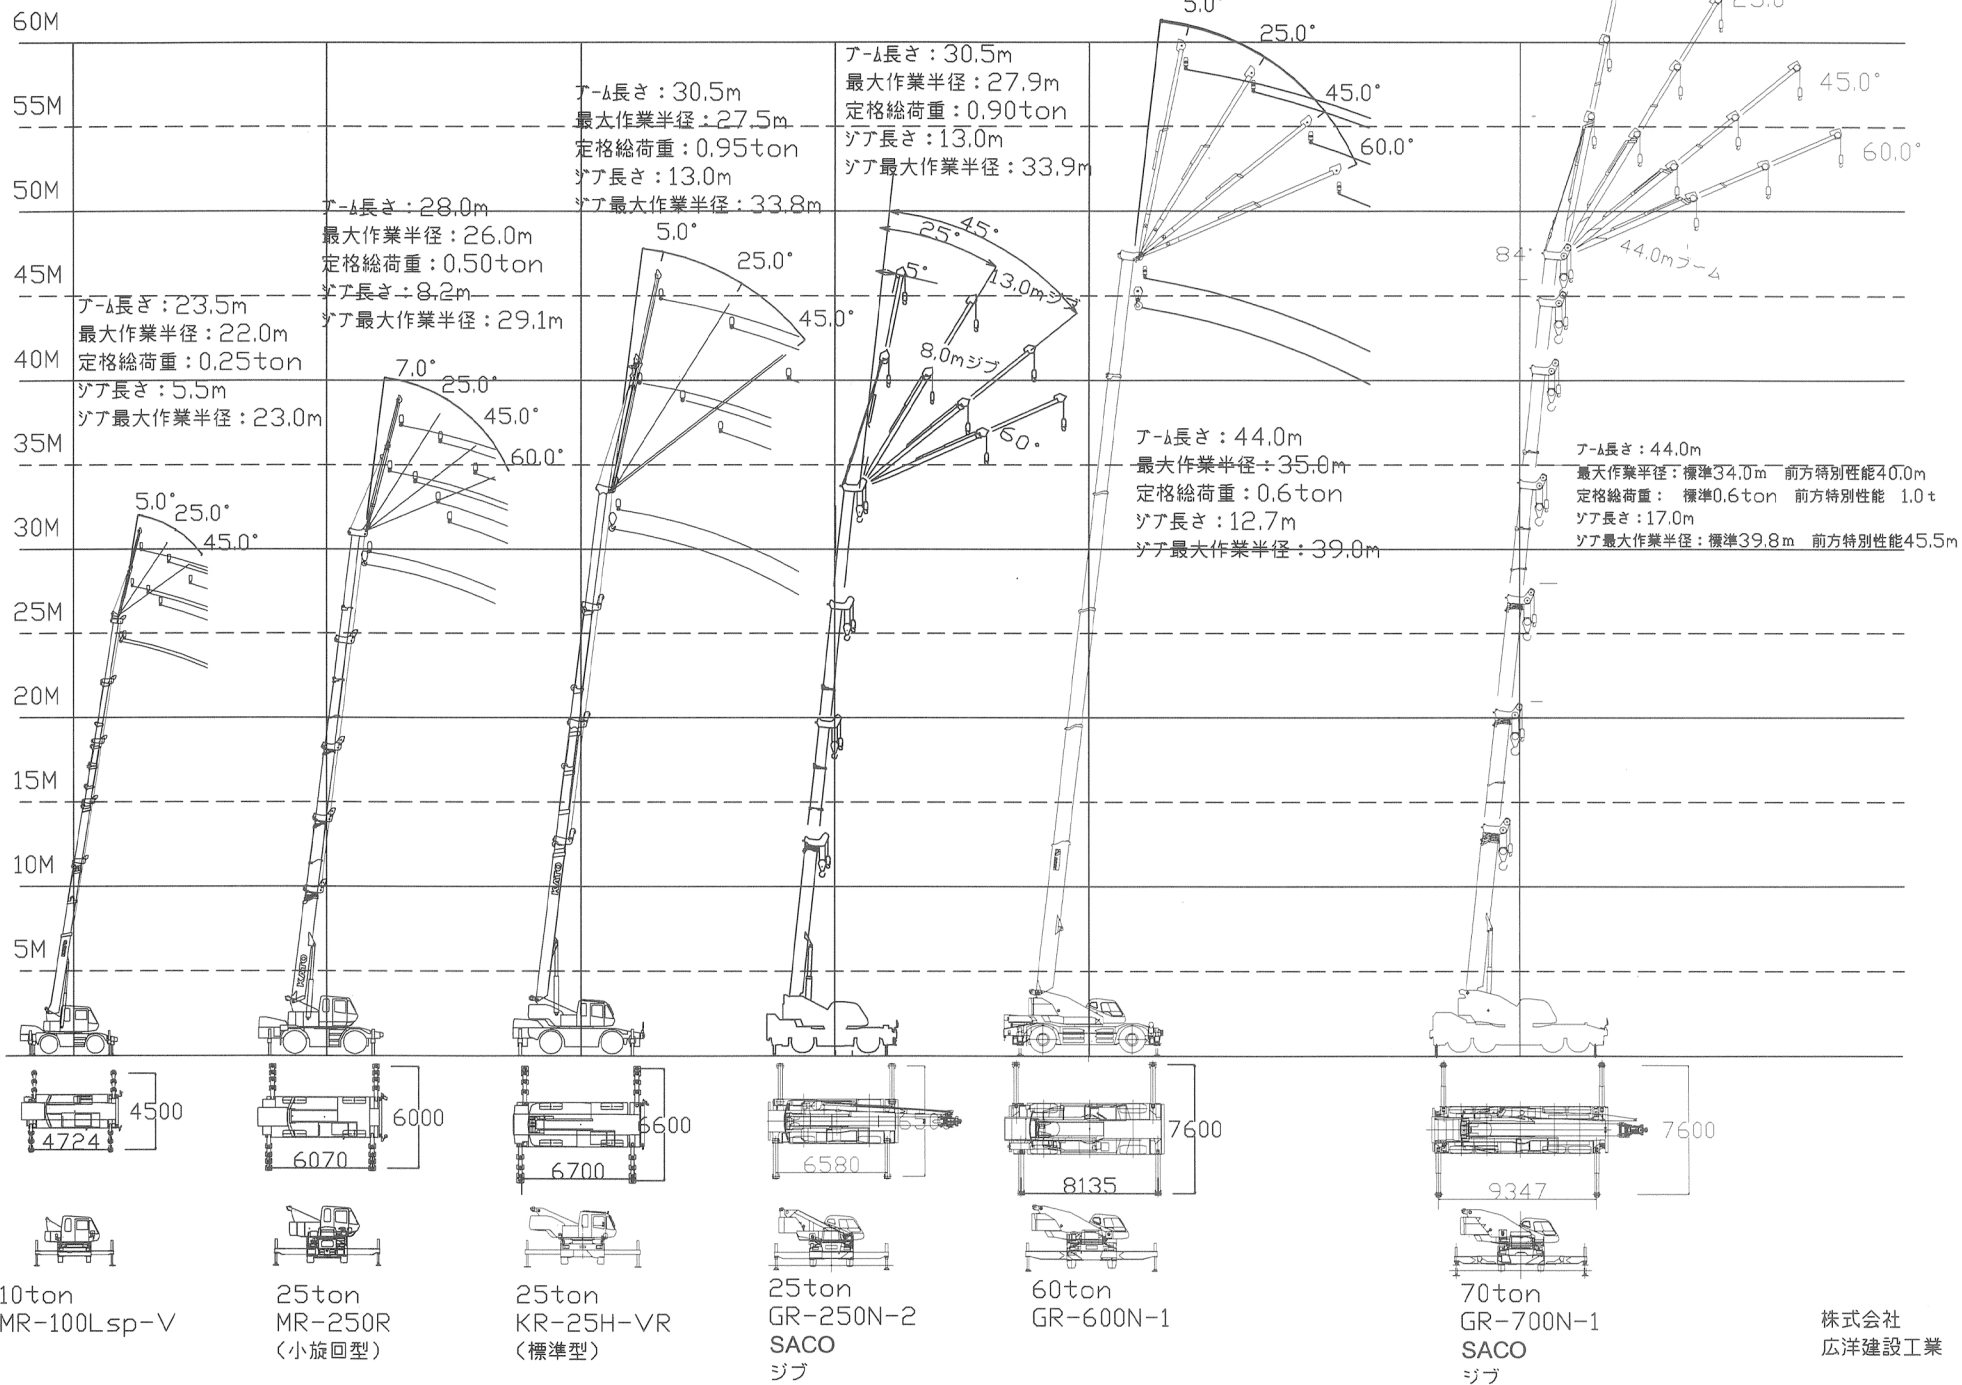 60M
55M
50M
45M
40M
35M
30M
25M
20M
15M
10M
5M
ブーム長さ：23.5m
最大作業半径：22.0m
定格総荷重：0.25ton
ジブ長さ：5.5m
ジブ最大作業半径：23.0m
5.0°
25.0°
45.0°
ブーム長さ：28.0m
最大作業半径：26.0m
定格総荷重：0.50ton
ジブ長さ：8.2m
ジブ最大作業半径：29.1m
7.0°
25.0°
45.0°
60.0°
KATO
ブーム長さ：30.5m
最大作業半径：27.5m
定格総荷重：0.95ton
ジブ長さ：13.0m
ジブ最大作業半径：33.8m
5.0°
25.0°
45.0°
KATO
ブーム長さ：30.5m
最大作業半径：27.9m
定格総荷重：0.90ton
ジブ長さ：13.0m
ジブ最大作業半径：33.9m
45°
25°
5°
13.0mジブ
8.0mジブ
60°
5.0°
25.0°
45.0°
60.0°
ブーム長さ：44.0m
最大作業半径：35.0m
定格総荷重：0.6ton
ジブ長さ：12.7m
ジブ最大作業半径：39.0m
25.0°
45.0°
60.0°
84°
44.0mブーム
ブーム長さ：44.0m
最大作業半径：標準34.0m 前方特別性能40.0m
定格総荷重： 標準0.6ton 前方特別性能 1.0t
ジブ長さ：17.0m
ジブ最大作業半径：標準39.8m 前方特別性能45.5m
4500
4724
6000
6070
6600
6700
6580
7600
8135
7600
9347
10ton
MR-100Lsp-V
25ton
MR-250R
（小旋回型）
25ton
KR-25H-VR
（標準型）
25ton
GR-250N-2
SACO
ジブ
60ton
GR-600N-1
70ton
GR-700N-1
SACO
ジブ
株式会社
広洋建設工業